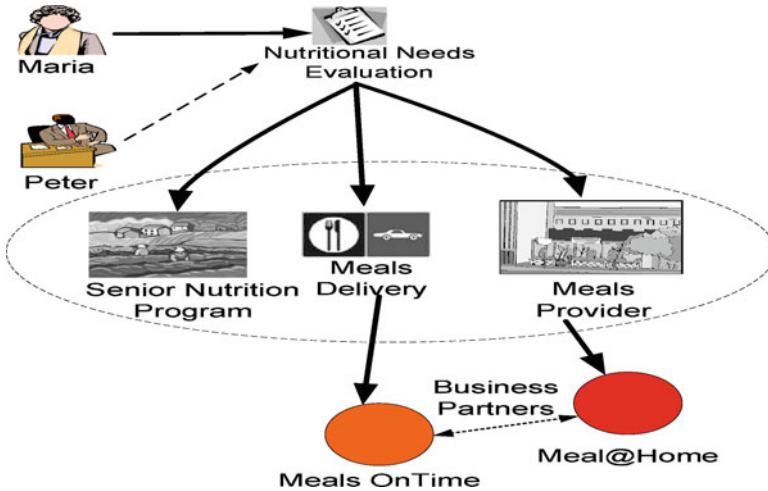 Maria
Nutritional Needs
Evaluation
Peter
Senior Nutrition
Program
Meals
Delivery
Meals
Provider
Business
Partners
Meals OnTime
Meal@Home